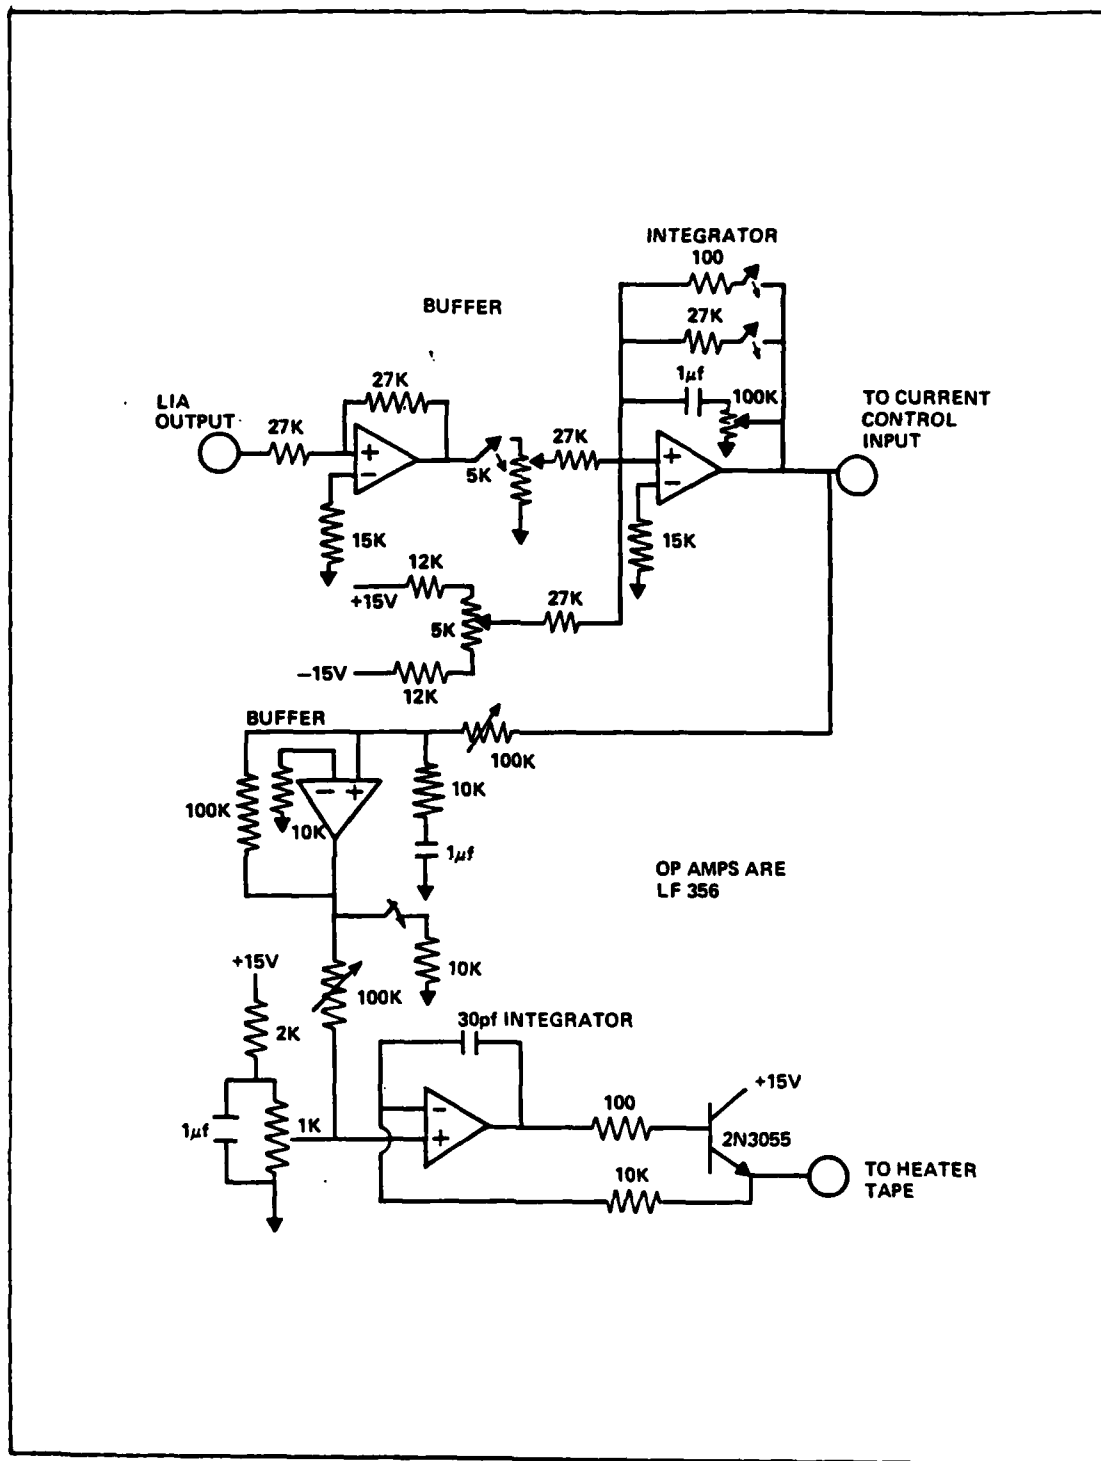 INTEGRATOR
100
BUFFER
27K
1μf
27K
100K
LIA
OUTPUT
27K
TO CURRENT
CONTROL
INPUT
27K
+
−
5K
+
−
15K
15K
12K
+15V
27K
5K
−15V
12K
BUFFER
100K
− +
10K
100K
10K
1μf
OP AMPS ARE
LF 356
+15V
10K
100K
2K
30pf INTEGRATOR
+15V
100
1K
−
1μf
+
2N3055
10K
TO HEATER
TAPE